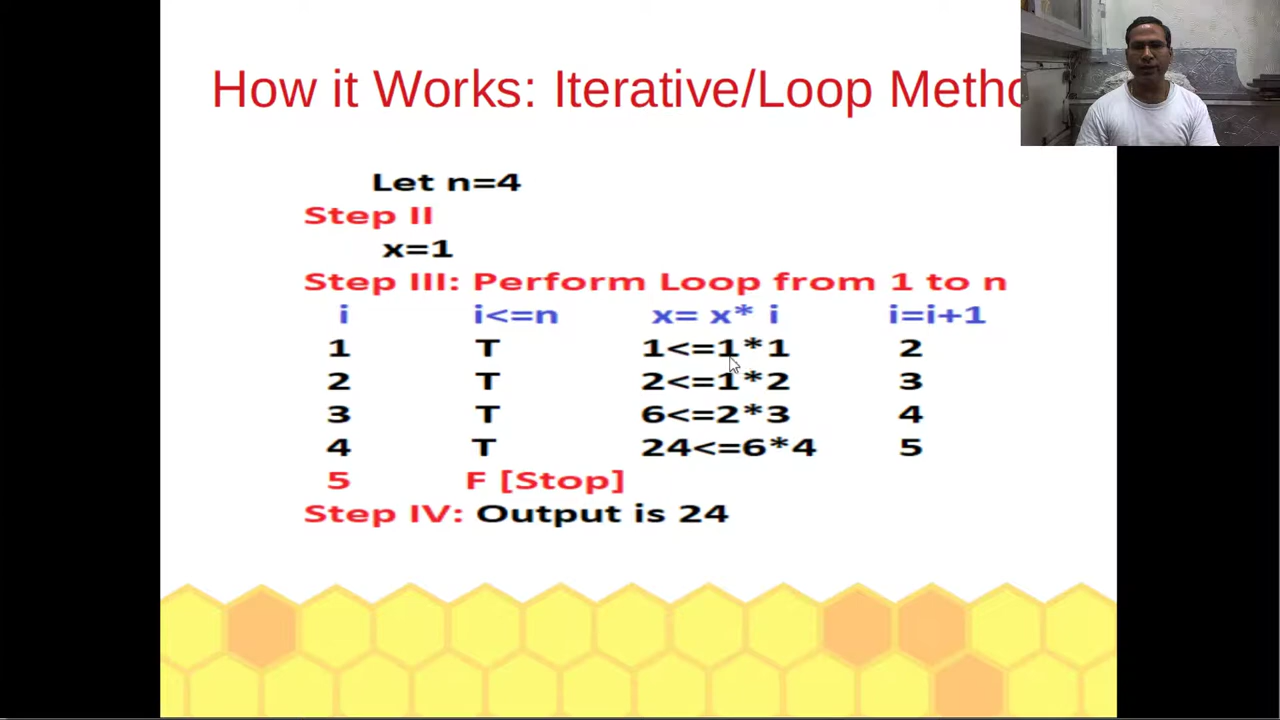 How it Works: Iterative/Loop Metho
Let n=4
Step II
x=1
Step III: Perform Loop from 1 to n
i i<=n x= x* i i=i+1
1 T 1<=1*1 2
2 T 2<=1*2 3
3 T 6<=2*3 4
4 T 24<=6*4 5
5 F [Stop]
Step IV: Output is 24